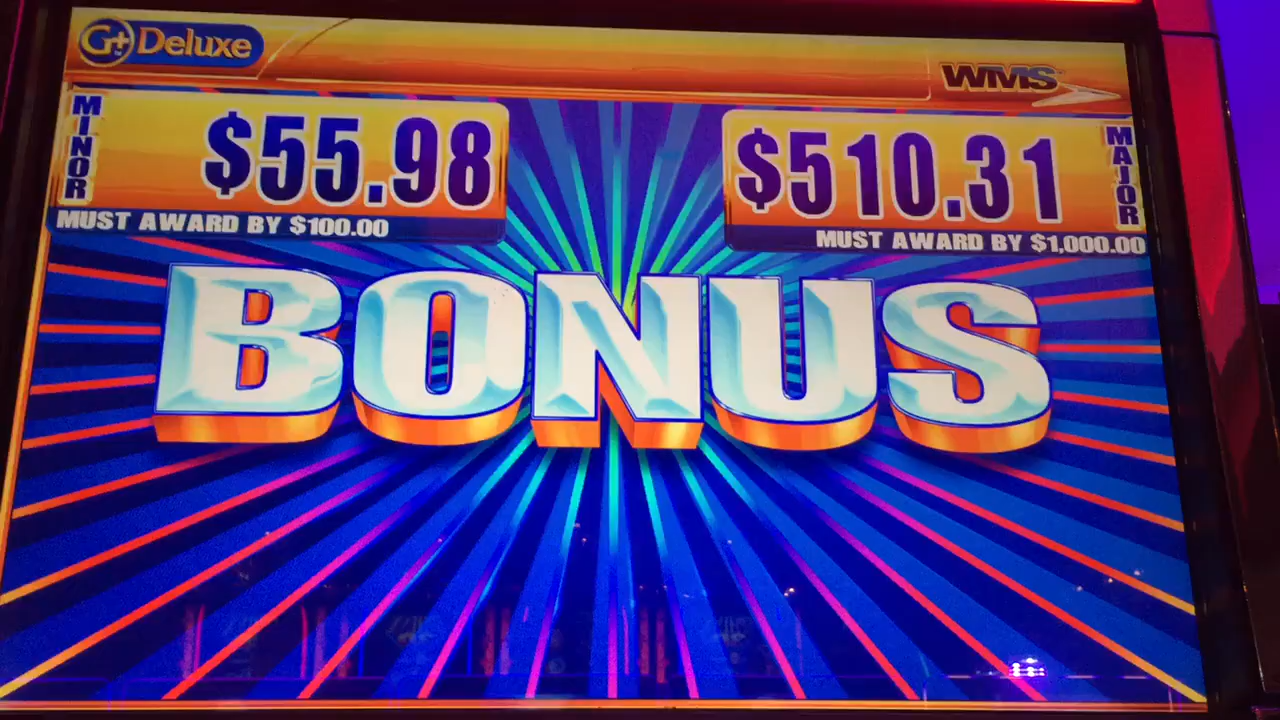 G+ Deluxe
WMS
MINOR
$55.98
MUST AWARD BY $100.00
$510.31
MAJOR
MUST AWARD BY $1,000.00
BONUS